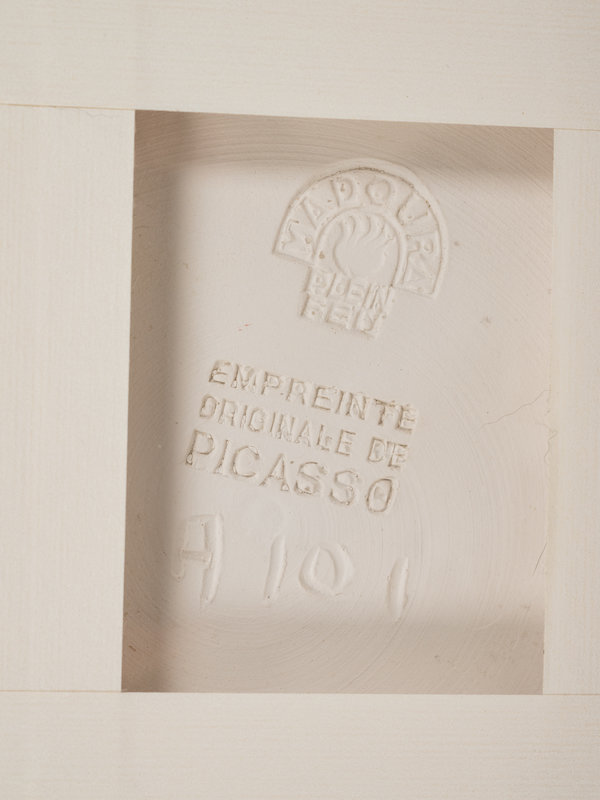 MADOURA
PLEIN
FEU
EMPREINTE
ORIGINALE DE
PICASSO
A 101